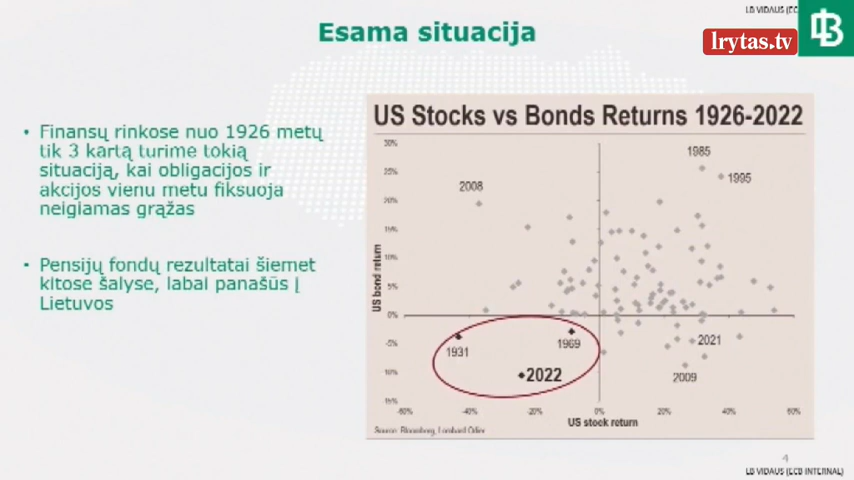 LB VIDAUS (EC
lrytas.tv
Esama situacija
• Finansų rinkose nuo 1926 metų
tik 3 kartą turime tokią
situaciją, kai obligacijos ir
akcijos vienu metu fiksuoja
neigiamas grąžas
• Pensijų fondų rezultatai šiemet
kitose šalyse, labai panašūs į
Lietuvos
US Stocks vs Bonds Returns 1926-2022
30%
25%
20%
15%
10%
5%
0%
-5%
-10%
15%
US bond return
1985
1995
2008
1931
1969
2022
2021
2009
-60%
-40%
-20%
0%
20%
40%
60%
US stock return
Source: Bloomberg, Lombard Odier
4
LB VIDAUS (ECB INTERNAL)